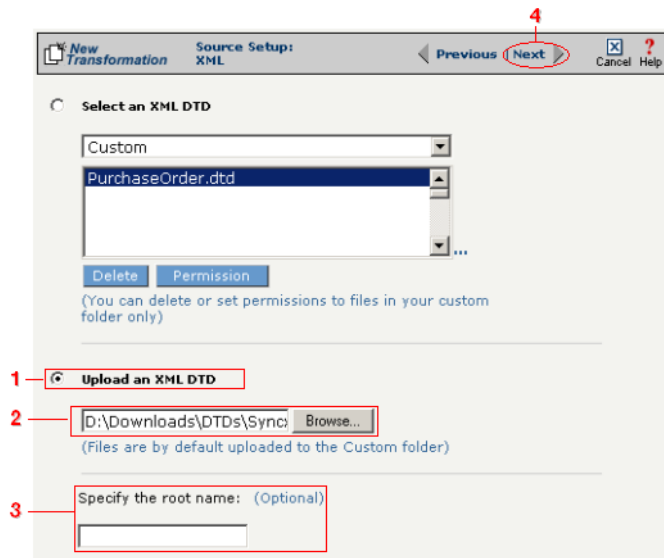 4
New Transformation
Source Setup: XML
Previous
Next
Cancel
? Help
Select an XML DTD
Custom
PurchaseOrder.dtd
...
Delete
Permission
(You can delete or set permissions to files in your custom
folder only)
1
Upload an XML DTD
2
D:\Downloads\DTDs\Sync
Browse...
(Files are by default uploaded to the Custom folder)
Specify the root name: (Optional)
3